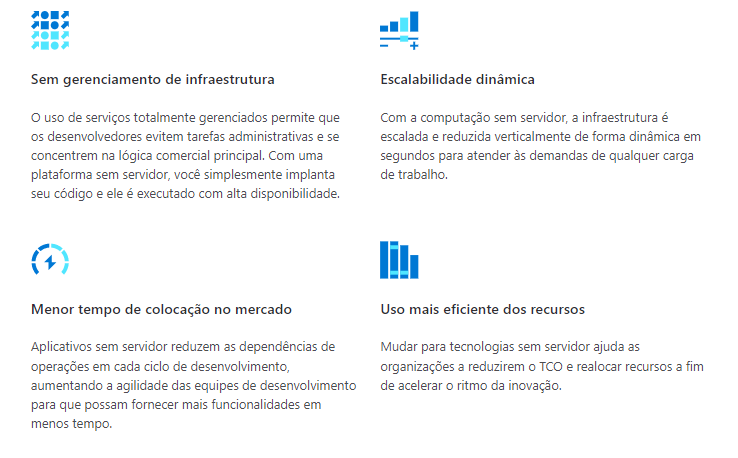 Sem gerenciamento de infraestrutura
O uso de serviços totalmente gerenciados permite que
os desenvolvedores evitem tarefas administrativas e se
concentrem na lógica comercial principal. Com uma
plataforma sem servidor, você simplesmente implanta
seu código e ele é executado com alta disponibilidade.
Escalabilidade dinâmica
Com a computação sem servidor, a infraestrutura é
escalada e reduzida verticalmente de forma dinâmica em
segundos para atender às demandas de qualquer carga
de trabalho.
Menor tempo de colocação no mercado
Aplicativos sem servidor reduzem as dependências de
operações em cada ciclo de desenvolvimento,
aumentando a agilidade das equipes de desenvolvimento
para que possam fornecer mais funcionalidades em
menos tempo.
Uso mais eficiente dos recursos
Mudar para tecnologias sem servidor ajuda as
organizações a reduzirem o TCO e realocar recursos a fim
de acelerar o ritmo da inovação.